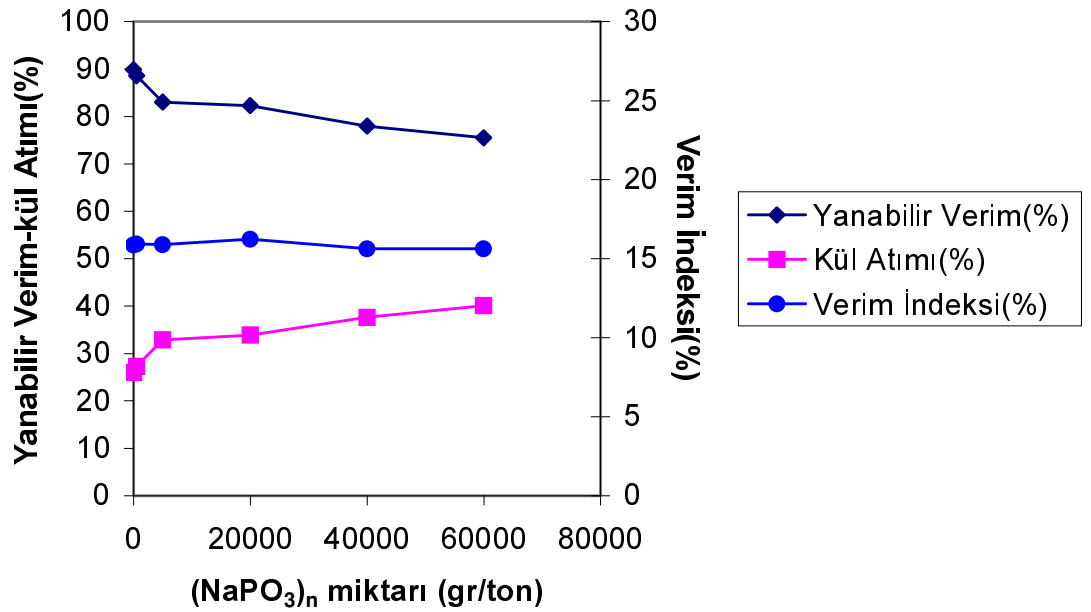 Yanabilir Verim-kül Atımı(%)
100
90
80
70
60
50
40
30
20
10
0
30
25
20
15
10
5
0
Verim İndeksi(%)
0 20000 40000 60000 80000
(NaPO₃)ₙ miktarı (gr/ton)
Yanabilir Verim(%)
Kül Atımı(%)
Verim İndeksi(%)